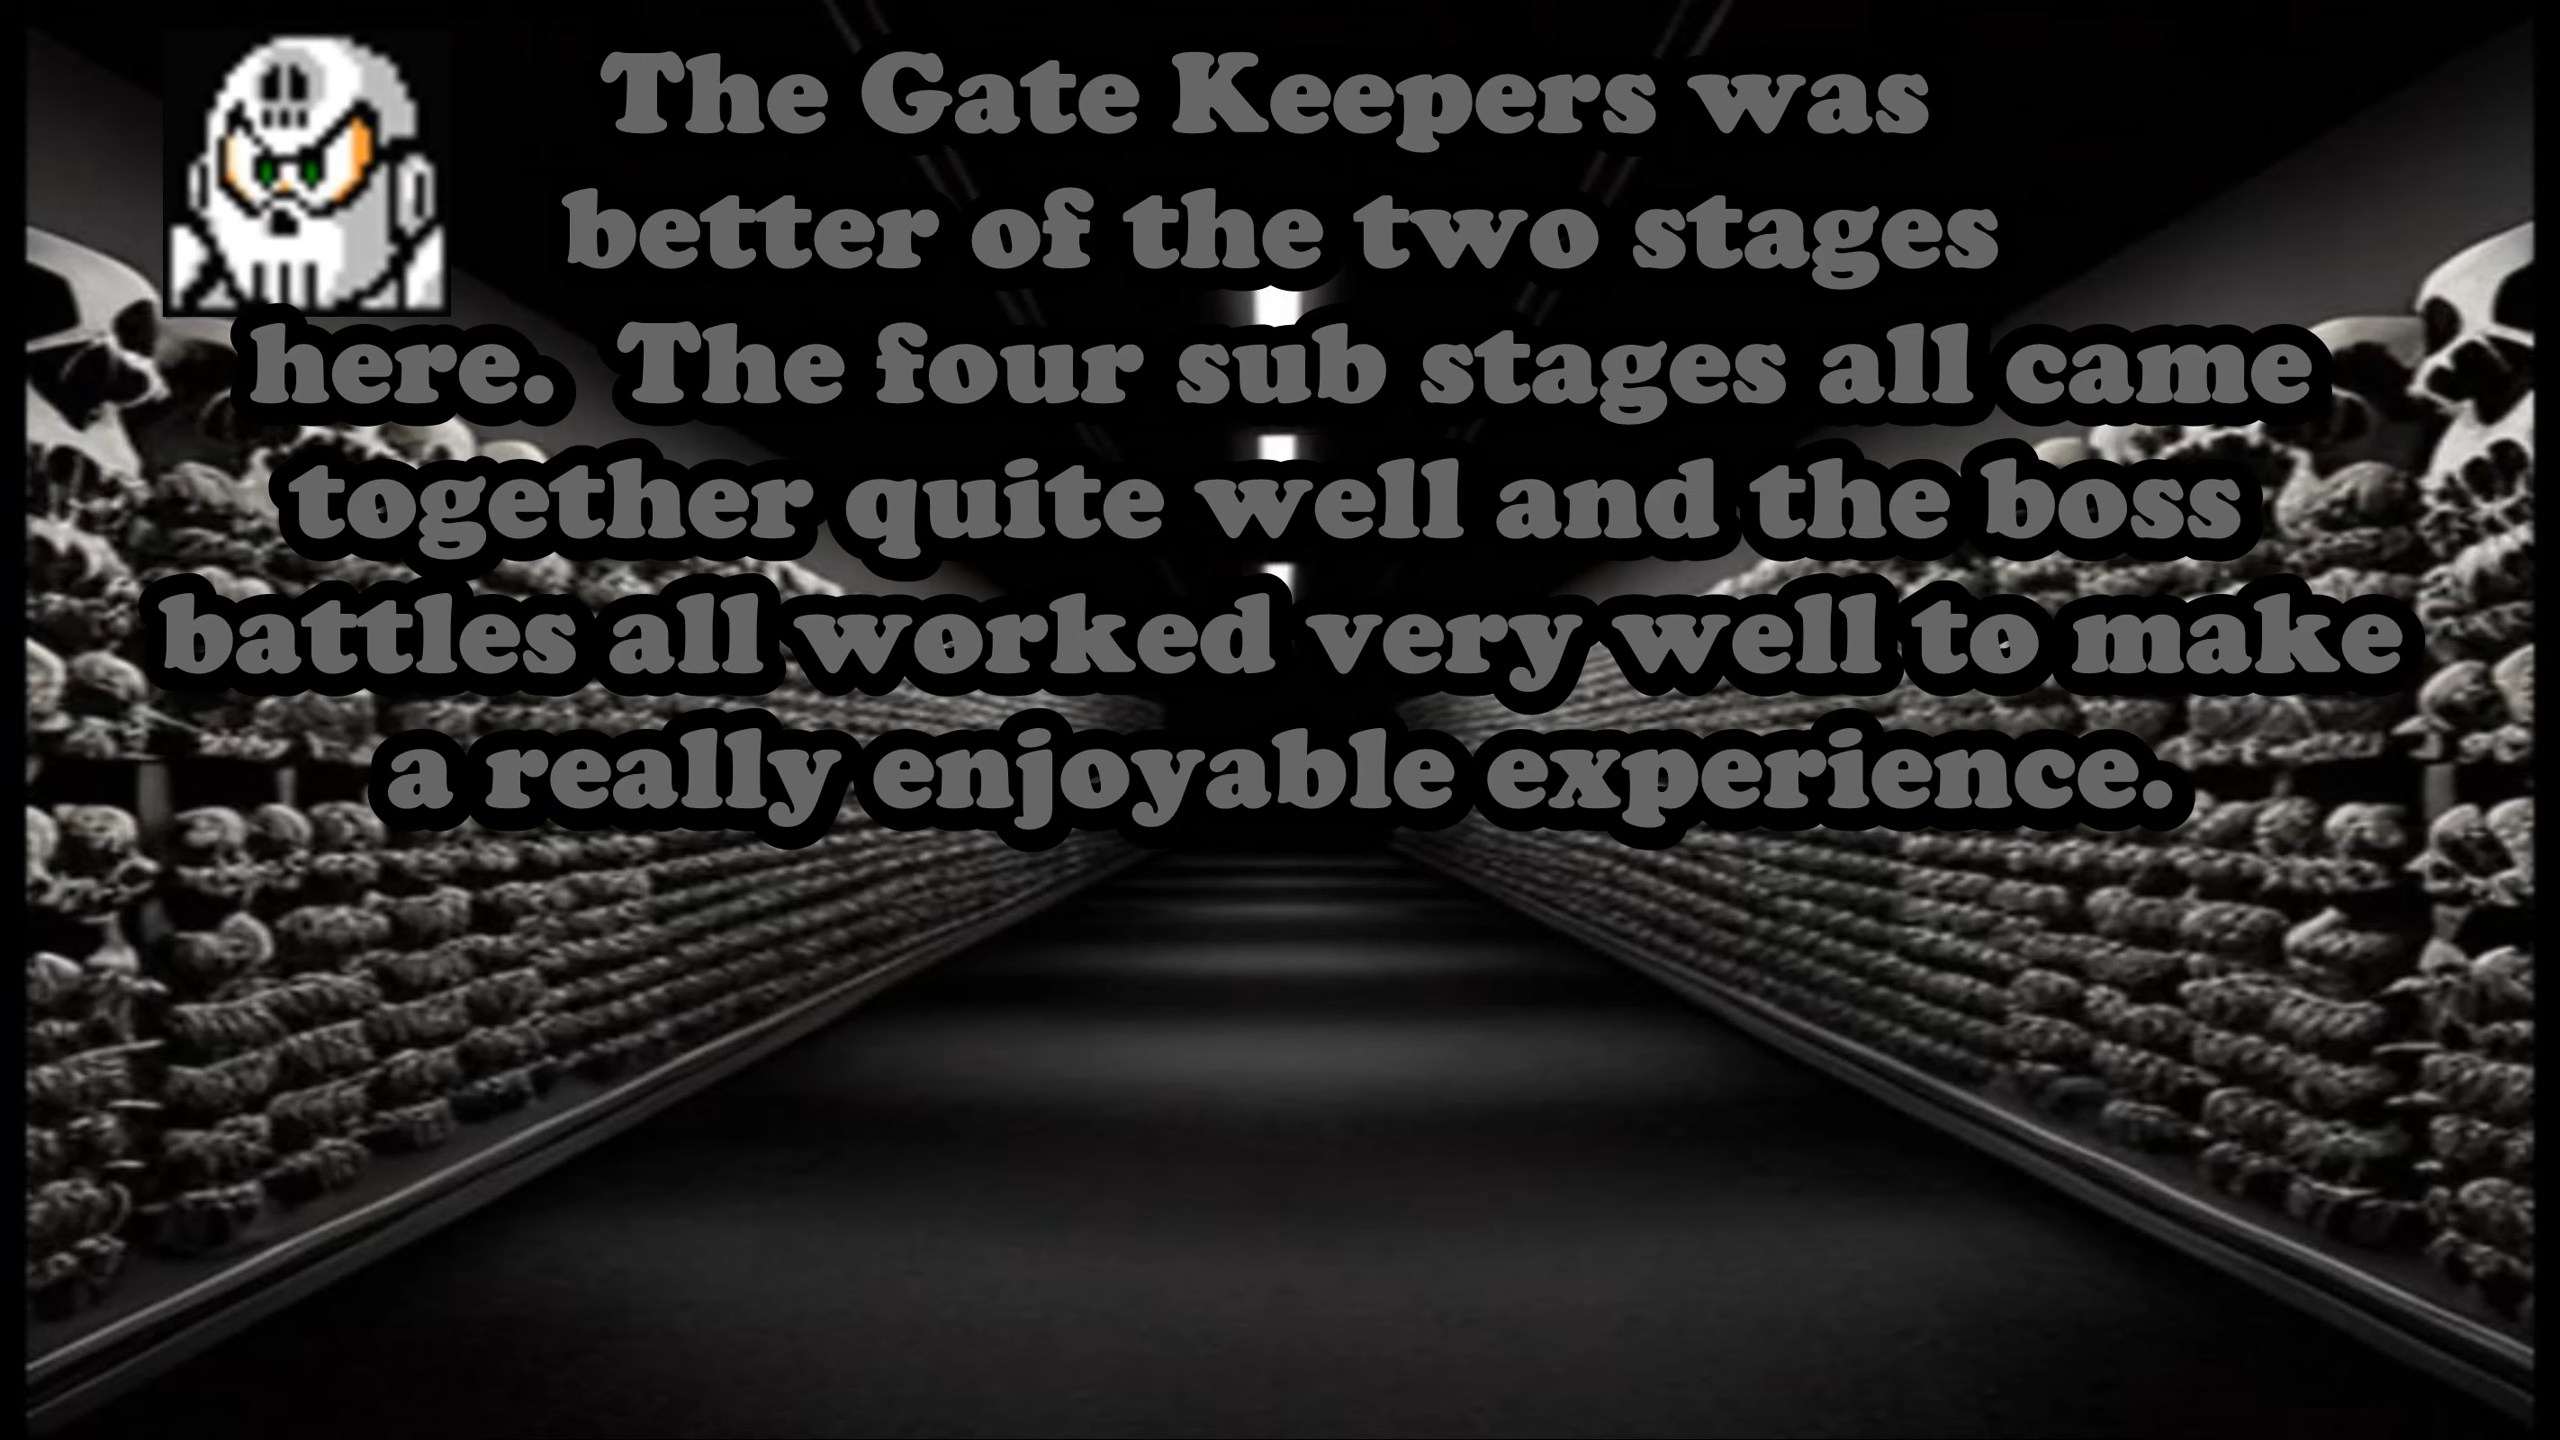 The Gate Keepers was
better of the two stages
here.  The four sub stages all came
together quite well and the boss
battles all worked very well to make
a really enjoyable experience.